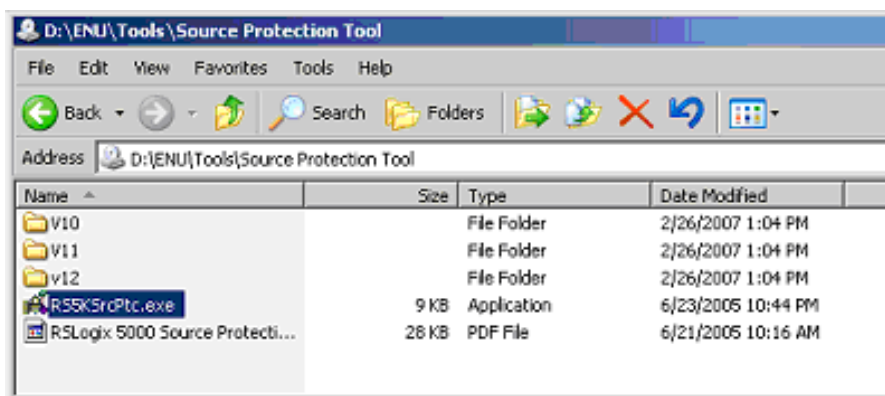 D:\ENU\Tools\Source Protection Tool
File Edit View Favorites Tools Help
Back Search Folders
Address D:\ENU\Tools\Source Protection Tool
Name Size Type Date Modified
V10 File Folder 2/26/2007 1:04 PM
V11 File Folder 2/26/2007 1:04 PM
v12 File Folder 2/26/2007 1:04 PM
RS5KSrcPtc.exe 9 KB Application 6/23/2005 10:44 PM
RSLogix 5000 Source Protecti... 28 KB PDF File 6/21/2005 10:16 AM